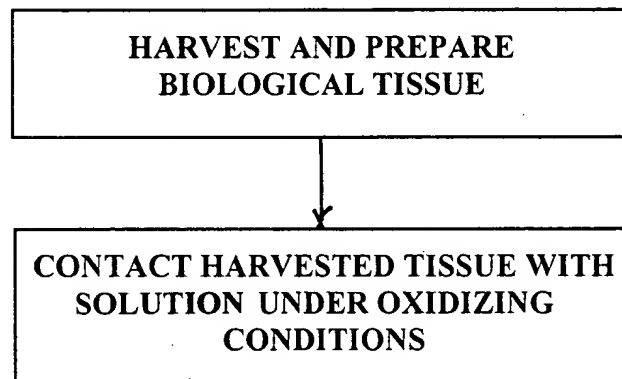 HARVEST AND PREPARE
BIOLOGICAL TISSUE
CONTACT HARVESTED TISSUE WITH
SOLUTION UNDER OXIDIZING
CONDITIONS